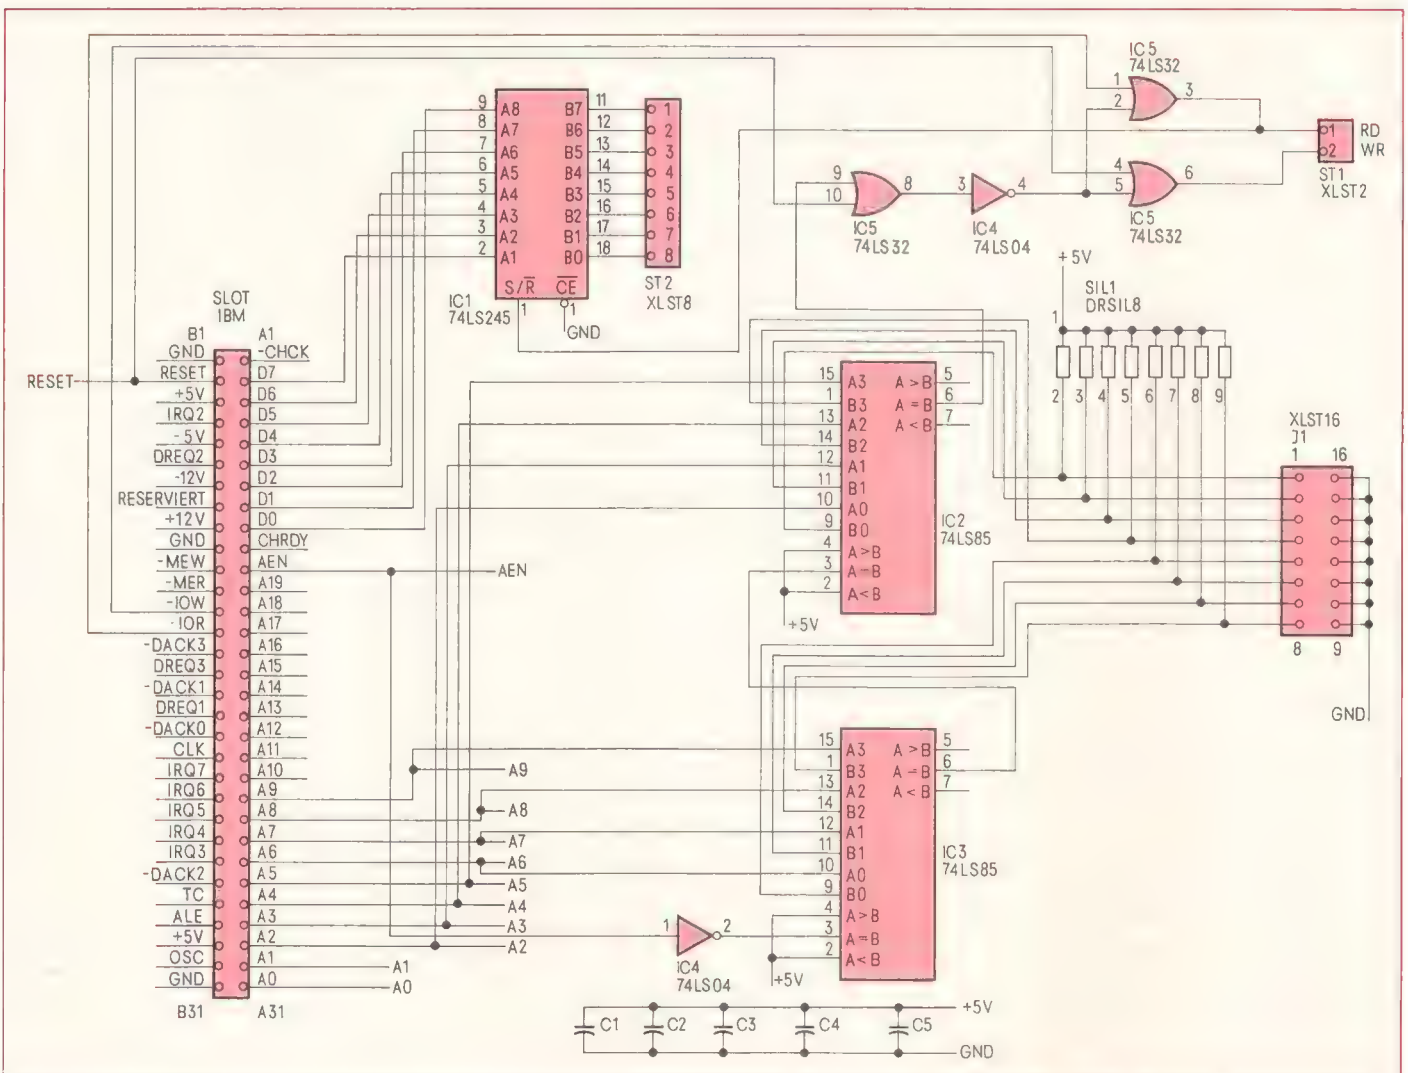 IC5
74LS32
1
2
3
RD
WR
1
2
ST1
XLST2
4
5
6
IC5
74LS32
9
10
8
IC5
74LS32
3
4
IC4
74LS04
9 A8 B7 11 1
8 A7 B6 12 2
7 A6 B5 13 3
6 A5 B4 14 4
5 A4 B3 15 5
4 A3 B2 16 6
3 A2 B1 17 7
2 A1 B0 18 8
S/R CE
1 1
IC1
74LS245
GND
ST2
XLST8
+5V
SIL1
DRSIL8
1
2 3 4 5 6 7 8 9
XLST16
J1
1 16
8 9
GND
SLOT
IBM
B1 A1
RESET
GND -CHCK
RESET D7
+5V D6
IRQ2 D5
-5V D4
DREQ2 D3
-12V D2
RESERVIERT D1
+12V D0
GND CHRDY
-MEW AEN
-MER A19
-IOW A18
-IOR A17
-DACK3 A16
DREQ3 A15
-DACK1 A14
DREQ1 A13
-DACK0 A12
CLK A11
IRQ7 A10
IRQ6 A9
IRQ5 A8
IRQ4 A7
IRQ3 A6
-DACK2 A5
TC A4
ALE A3
+5V A2
OSC A1
GND A0
B31 A31
AEN
A9
A8
A7
A6
A5
A4
A3
A2
A1
A0
15 A3 A>B 5
1 B3 A=B 6
13 A2 A<B 7
14 B2
12 A1
11 B1
10 A0
9 B0
4 A>B
3 A=B
2 A<B
IC2
74LS85
+5V
15 A3 A>B 5
1 B3 A=B 6
13 A2 A<B 7
14 B2
12 A1
11 B1
10 A0
9 B0
4 A>B
3 A=B
2 A<B
IC3
74LS85
+5V
1
2
IC4
74LS04
C1 C2 C3 C4 C5
+5V
GND